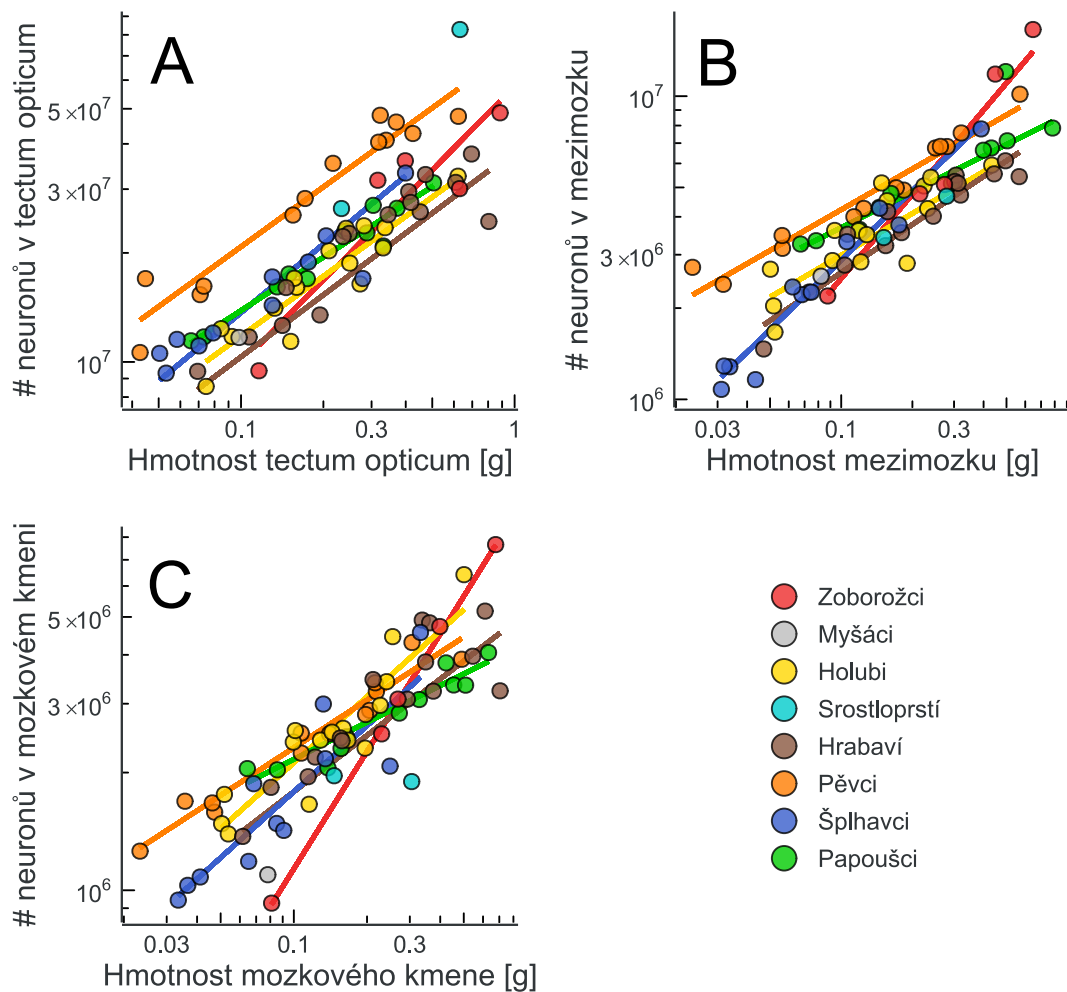 A
# neuronů v tectum opticum
5 ×10⁷
3 ×10⁷
10⁷
0.1
0.3
1
Hmotnost tectum opticum [g]
B
# neuronů v mezimozku
10⁷
3 ×10⁶
10⁶
0.03
0.1
0.3
Hmotnost mezimozku [g]
C
# neuronů v mozkovém kmeni
5 ×10⁶
3 ×10⁶
10⁶
0.03
0.1
0.3
Hmotnost mozkového kmene [g]
Zoborožci
Myšáci
Holubi
Srostloprstí
Hrabaví
Pěvci
Šplhavci
Papoušci